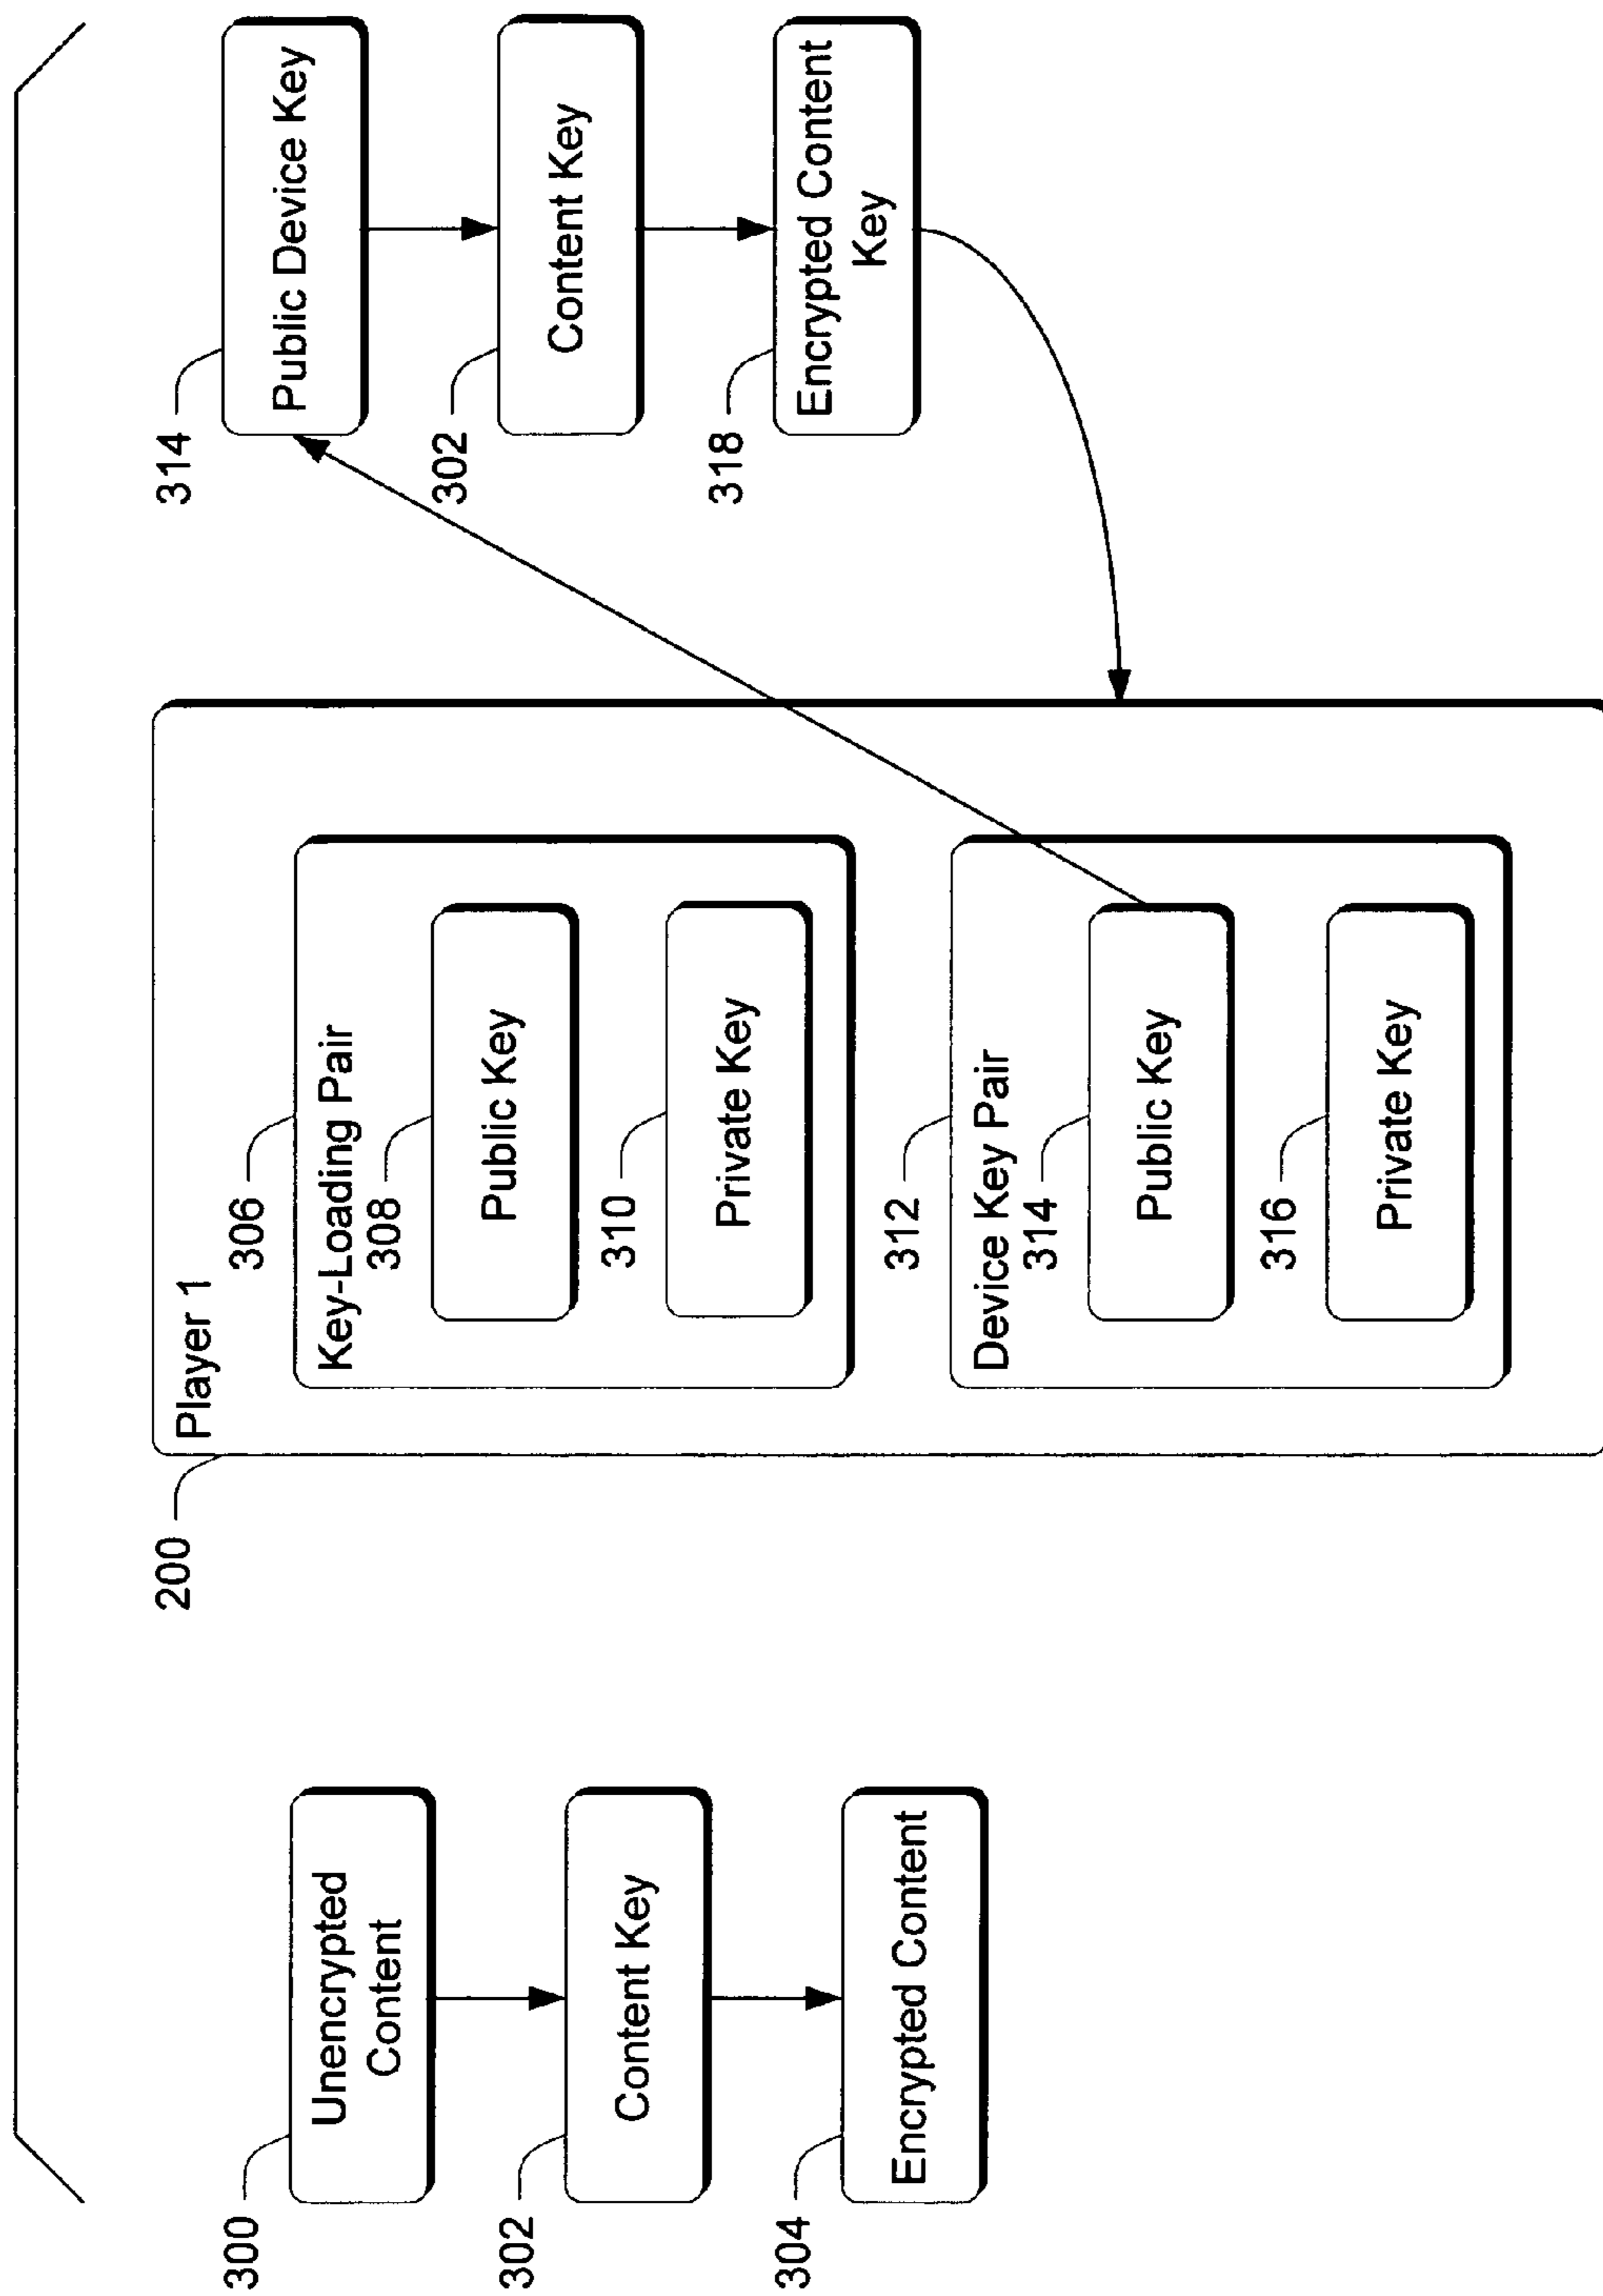 300
Unencrypted
Content
302
Content Key
304
Encrypted Content
200
Player 1
306
Key-Loading Pair
308
Public Key
310
Private Key
312
Device Key Pair
314
Public Key
316
Private Key
314
Public Device Key
302
Content Key
318
Encrypted Content
Key